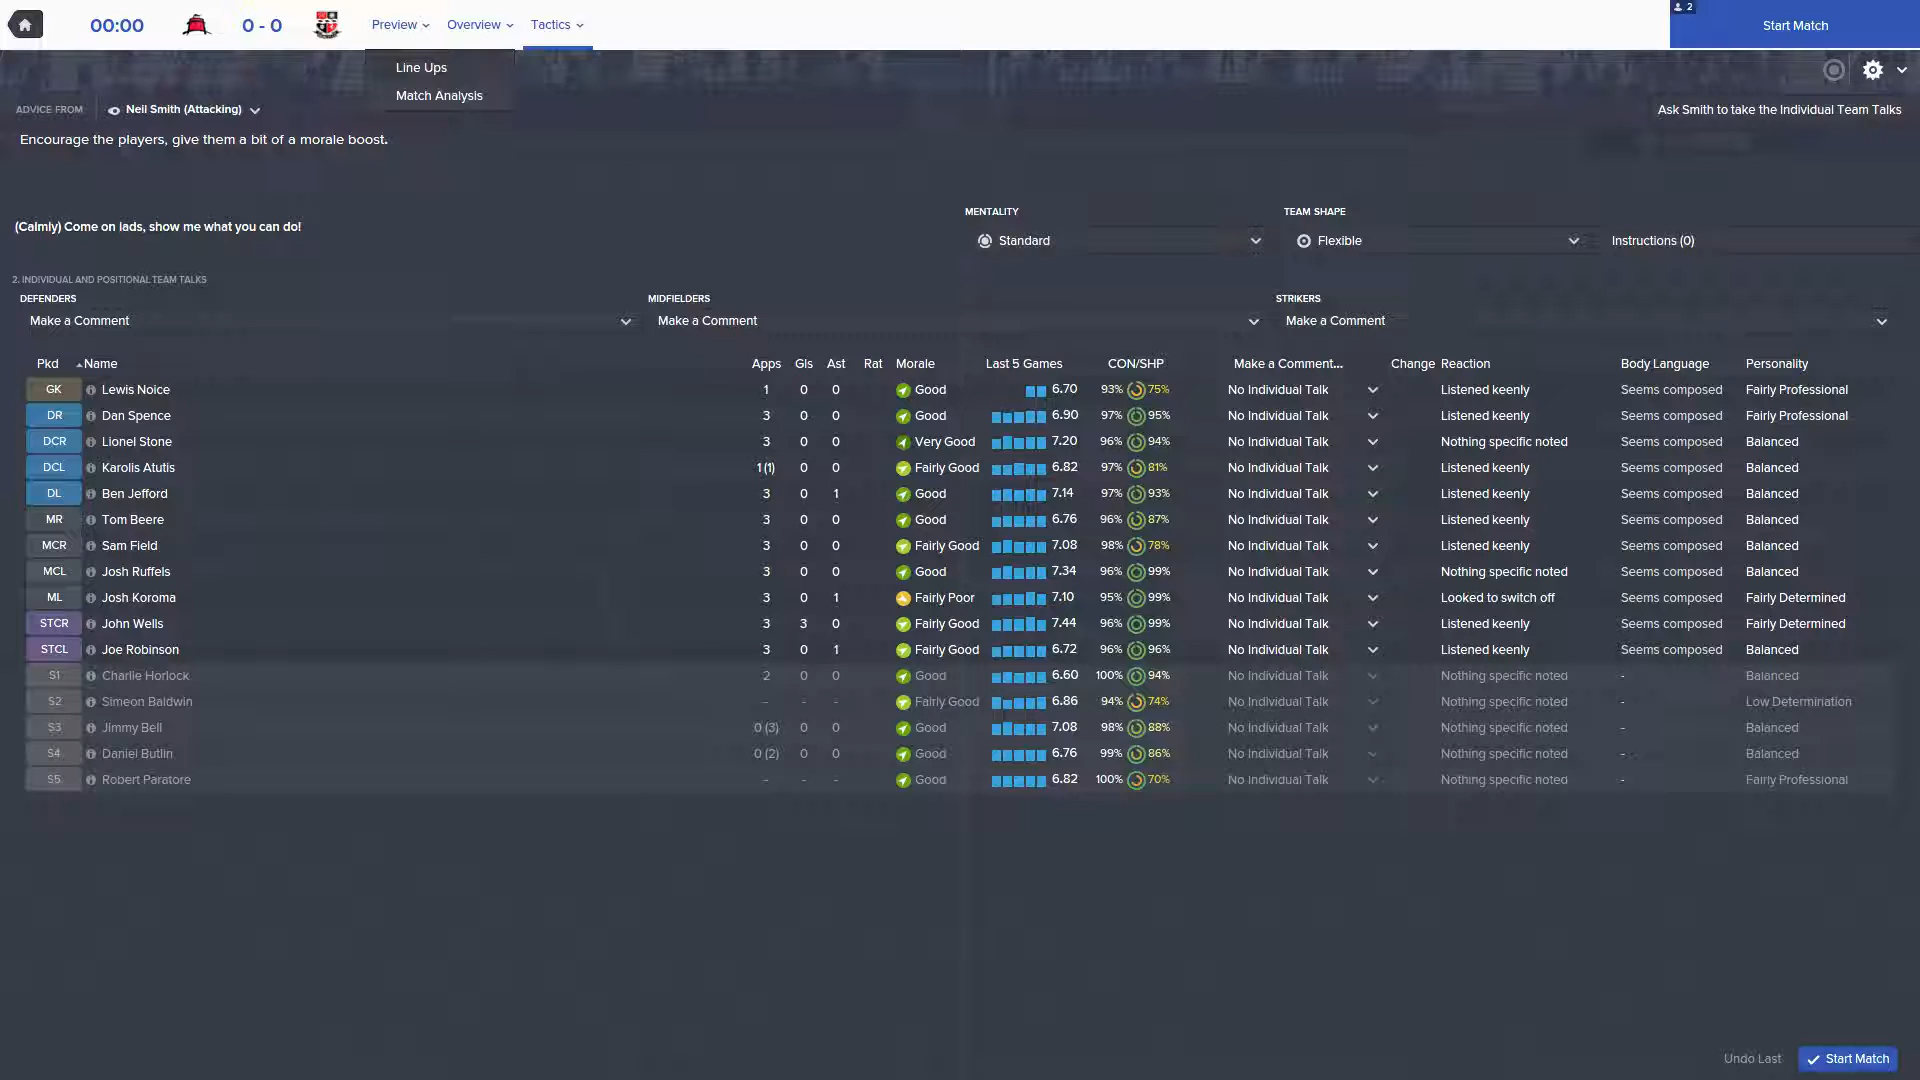 00:00 0 - 0 Preview Overview Tactics 2 Start Match
Line Ups
Match Analysis
ADVICE FROM Neil Smith (Attacking) Ask Smith to take the Individual Team Talks
Encourage the players, give them a bit of a morale boost.
MENTALITY TEAM SHAPE
(Calmly) Come on lads, show me what you can do!
Standard Flexible Instructions (0)
2. INDIVIDUAL AND POSITIONAL TEAM TALKS
DEFENDERS MIDFIELDERS STRIKERS
Make a Comment Make a Comment Make a Comment
Pkd Name Apps Gls Ast Rat Morale Last 5 Games CON/SHP Make a Comment... Change Reaction Body Language Personality
GK Lewis Noice 1 0 0 Good 6.70 93% 75% No Individual Talk Listened keenly Seems composed Fairly Professional
DR Dan Spence 3 0 0 Good 6.90 97% 95% No Individual Talk Listened keenly Seems composed Fairly Professional
DCR Lionel Stone 3 0 0 Very Good 7.20 96% 94% No Individual Talk Nothing specific noted Seems composed Balanced
DCL Karolis Atutis 1 (1) 0 0 Fairly Good 6.82 97% 81% No Individual Talk Listened keenly Seems composed Balanced
DL Ben Jefford 3 0 1 Good 7.14 97% 93% No Individual Talk Listened keenly Seems composed Balanced
MR Tom Beere 3 0 0 Good 6.76 96% 87% No Individual Talk Listened keenly Seems composed Balanced
MCR Sam Field 3 0 0 Fairly Good 7.08 98% 78% No Individual Talk Listened keenly Seems composed Balanced
MCL Josh Ruffels 3 0 0 Good 7.34 96% 99% No Individual Talk Nothing specific noted Seems composed Balanced
ML Josh Koroma 3 0 1 Fairly Poor 7.10 95% 99% No Individual Talk Looked to switch off Seems composed Fairly Determined
STCR John Wells 3 3 0 Fairly Good 7.44 96% 99% No Individual Talk Listened keenly Seems composed Fairly Determined
STCL Joe Robinson 3 0 1 Fairly Good 6.72 96% 96% No Individual Talk Listened keenly Seems composed Balanced
S1 Charlie Horlock 2 0 0 Good 6.60 100% 94% No Individual Talk Nothing specific noted - Balanced
S2 Simeon Baldwin - - - Fairly Good 6.86 94% 74% No Individual Talk Nothing specific noted - Low Determination
S3 Jimmy Bell 0 (3) 0 0 Good 7.08 98% 88% No Individual Talk Nothing specific noted - Balanced
S4 Daniel Butlin 0 (2) 0 0 Good 6.76 99% 86% No Individual Talk Nothing specific noted - Balanced
S5 Robert Paratore - - - Good 6.82 100% 70% No Individual Talk Nothing specific noted - Fairly Professional
Undo Last Start Match